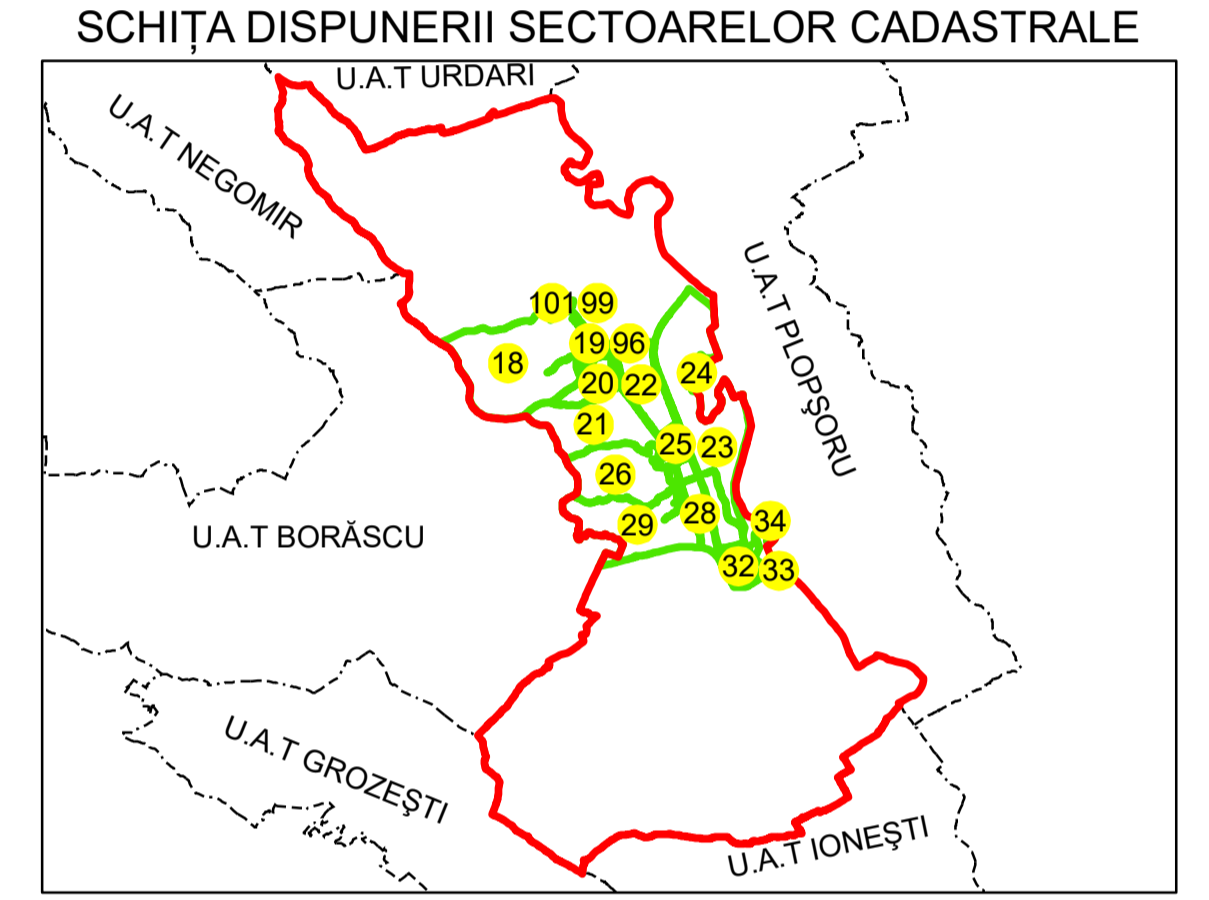 SCHIȚA DISPUNERII SECTOARELOR CADASTRALE
U.A.T URDARI
U.A.T NEGOMIR
U.A.T PLOPŞORU
101 99
19 96
18
24
20 22
21
25 23
26
28
34
29
U.A.T BORĂSCU
32 33
U.A.T GROZEŞTI
U.A.T IONEŞTI